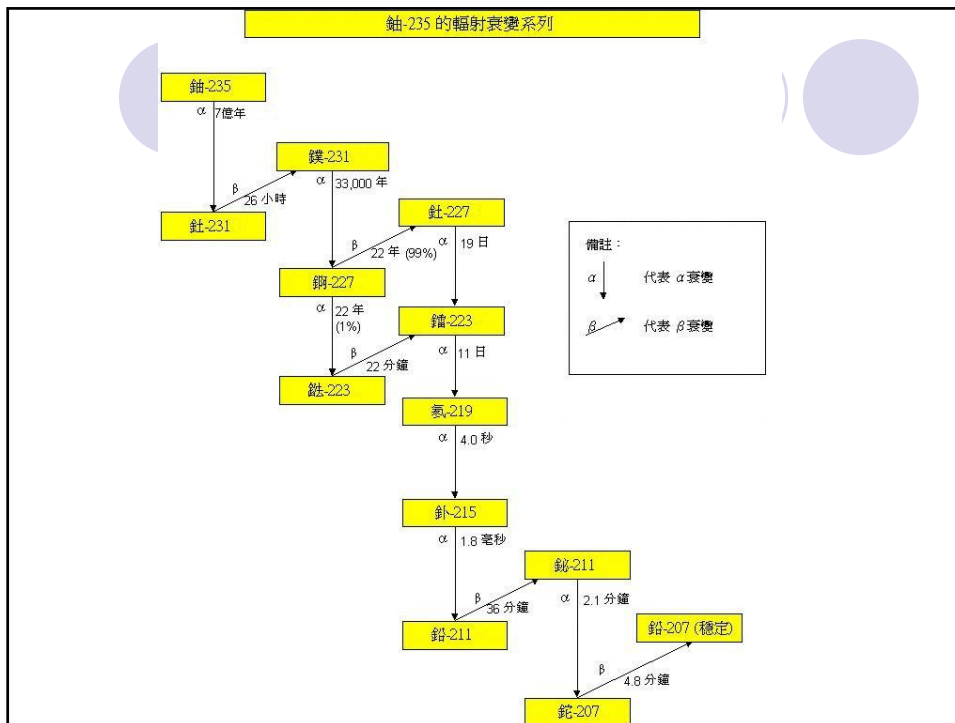 鈾-235 的輻射衰變系列
鈾-235
α 7億年
鏷-231
β
26 小時
α 33,000 年
釷-231
釷-227
β
22 年 (99%)
α 19 日
備註：
α 代表 α 衰變
β 代表 β 衰變
錒-227
α 22 年
(1%)
鐳-223
β
22 分鐘
α 11 日
鍅-223
氡-219
α 4.0 秒
釙-215
α 1.8 毫秒
鉍-211
β
36 分鐘
α 2.1 分鐘
鉛-211
鉛-207 (穩定)
β
4.8 分鐘
鉈-207